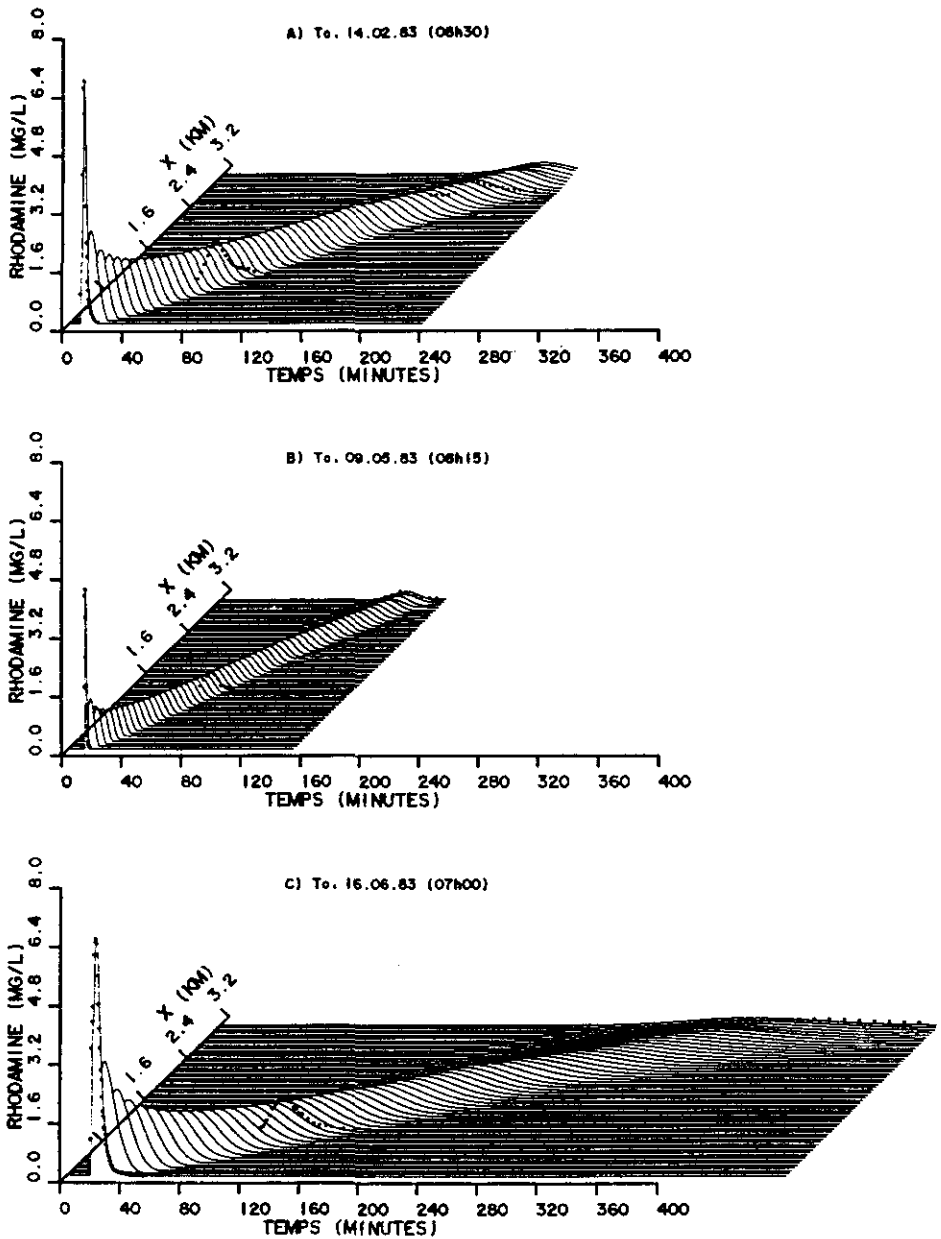 A) To. 14.02.83 (08h30)
RHODAMINE (MG/L)
0.0 1.6 3.2 4.8 6.4 8.0
X (KM)
1.6 2.4 3.2
0 40 80 120 160 200 240 280 320 360 400
TEMPS (MINUTES)
B) To. 09.05.83 (08h15)
RHODAMINE (MG/L)
0.0 1.6 3.2 4.8 6.4 8.0
X (KM)
1.6 2.4 3.2
0 40 80 120 160 200 240 280 320 360 400
TEMPS (MINUTES)
C) To. 16.06.83 (07h00)
RHODAMINE (MG/L)
0.0 1.6 3.2 4.8 6.4 8.0
X (KM)
1.6 2.4 3.2
0 40 80 120 160 200 240 280 320 360 400
TEMPS (MINUTES)